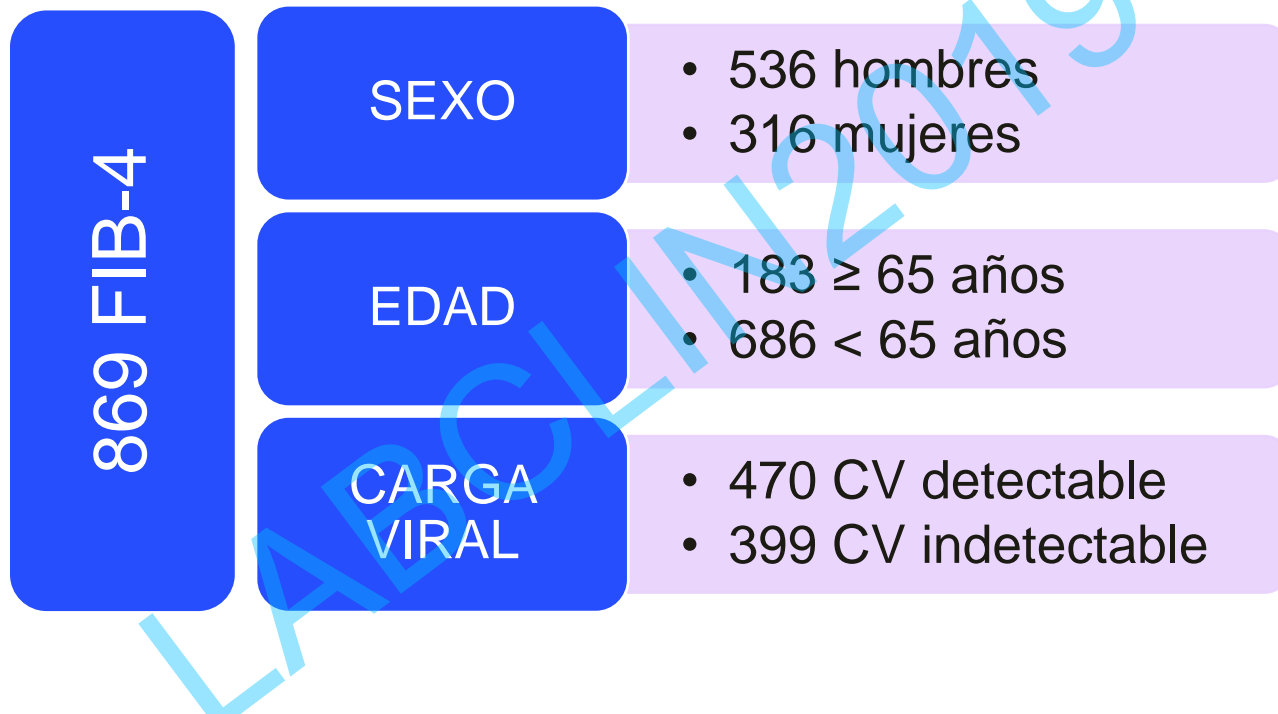 869 FIB-4
SEXO
• 536 hombres
• 316 mujeres
EDAD
• 183 ≥ 65 años
• 686 < 65 años
CARGA
VIRAL
• 470 CV detectable
• 399 CV indetectable
LABCLIN2019